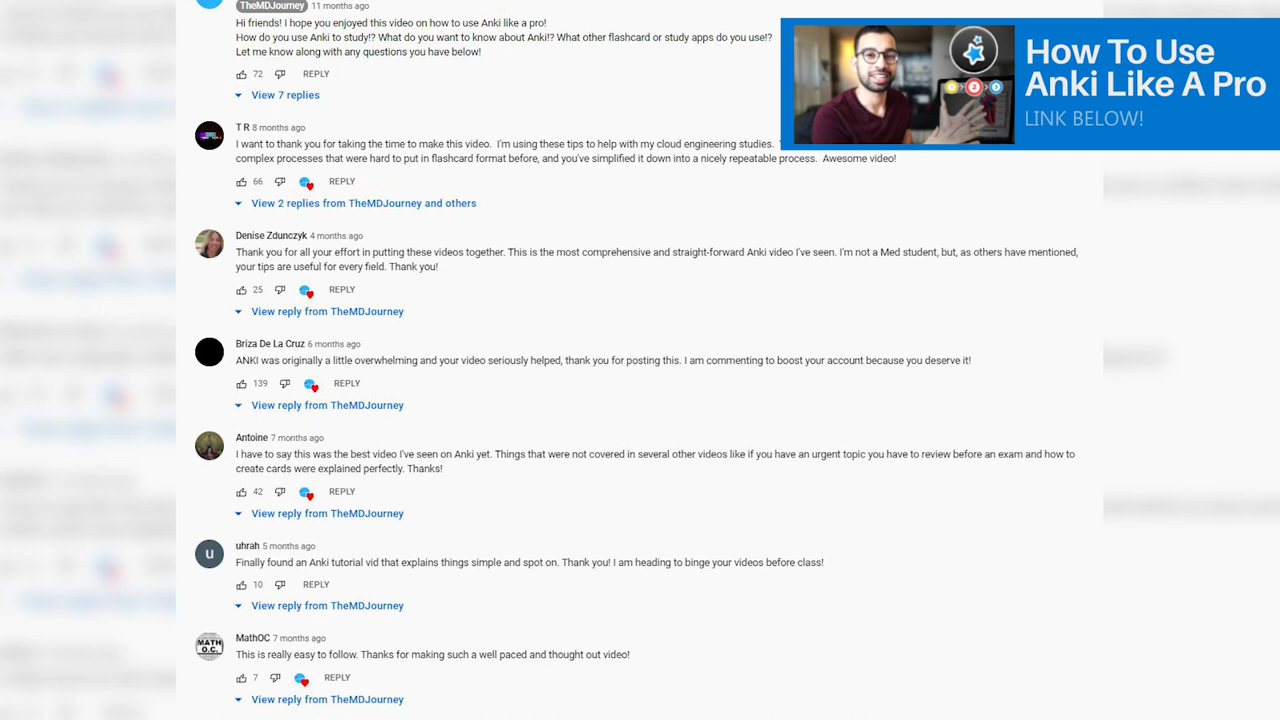 TheMDJourney 11 months ago
Hi friends! I hope you enjoyed this video on how to use Anki like a pro!
How do you use Anki to study!? What do you want to know about Anki!? What other flashcard or study apps do you use!?
Let me know along with any questions you have below!
72 REPLY
View 7 replies
How To Use
Anki Like A Pro
LINK BELOW!
1 2 3
T R 8 months ago
I want to thank you for taking the time to make this video. I'm using these tips to help with my cloud engineering studies.
complex processes that were hard to put in flashcard format before, and you've simplified it down into a nicely repeatable process. Awesome video!
66 REPLY
View 2 replies from TheMDJourney and others
Denise Zdunczyk 4 months ago
Thank you for all your effort in putting these videos together. This is the most comprehensive and straight-forward Anki video I've seen. I'm not a Med student, but, as others have mentioned,
your tips are useful for every field. Thank you!
25 REPLY
View reply from TheMDJourney
Briza De La Cruz 6 months ago
ANKI was originally a little overwhelming and your video seriously helped, thank you for posting this. I am commenting to boost your account because you deserve it!
139 REPLY
View reply from TheMDJourney
Antoine 7 months ago
I have to say this was the best video I've seen on Anki yet. Things that were not covered in several other videos like if you have an urgent topic you have to review before an exam and how to
create cards were explained perfectly. Thanks!
42 REPLY
View reply from TheMDJourney
u
uhrah 5 months ago
Finally found an Anki tutorial vid that explains things simple and spot on. Thank you! I am heading to binge your videos before class!
10 REPLY
View reply from TheMDJourney
MATH
O.C.
MathOC 7 months ago
This is really easy to follow. Thanks for making such a well paced and thought out video!
7 REPLY
View reply from TheMDJourney